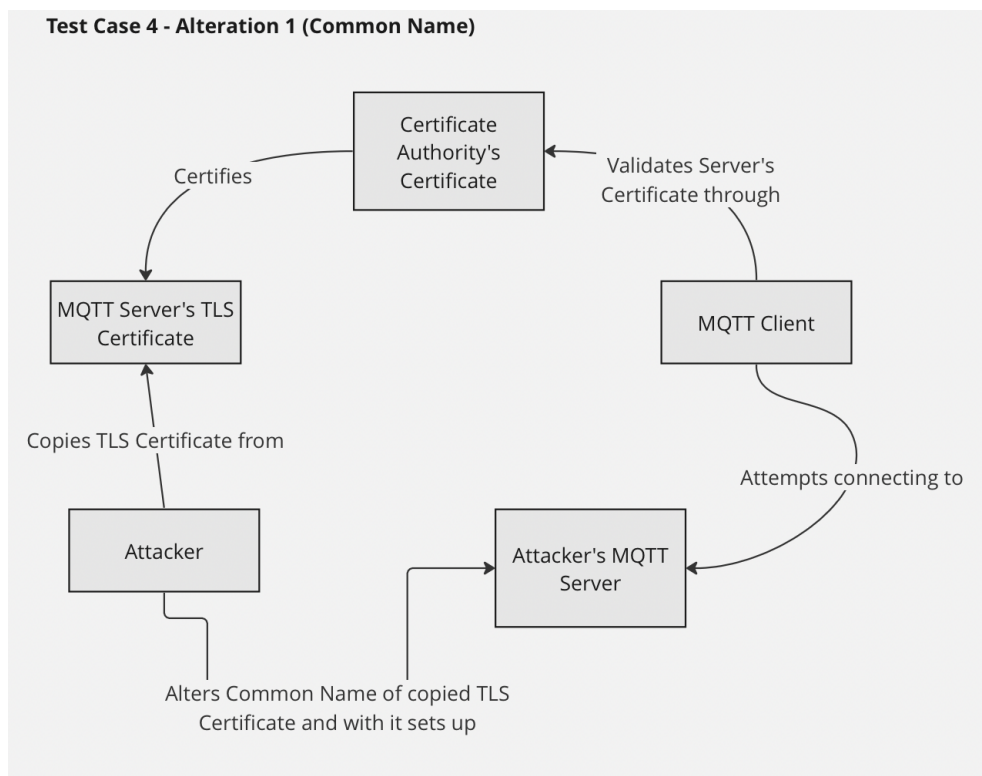 Test Case 4 - Alteration 1 (Common Name)
Certificate
Authority's
Certificate
Certifies
Validates Server's
Certificate through
MQTT Server's TLS
Certificate
MQTT Client
Copies TLS Certificate from
Attempts connecting to
Attacker
Attacker's MQTT
Server
Alters Common Name of copied TLS
Certificate and with it sets up